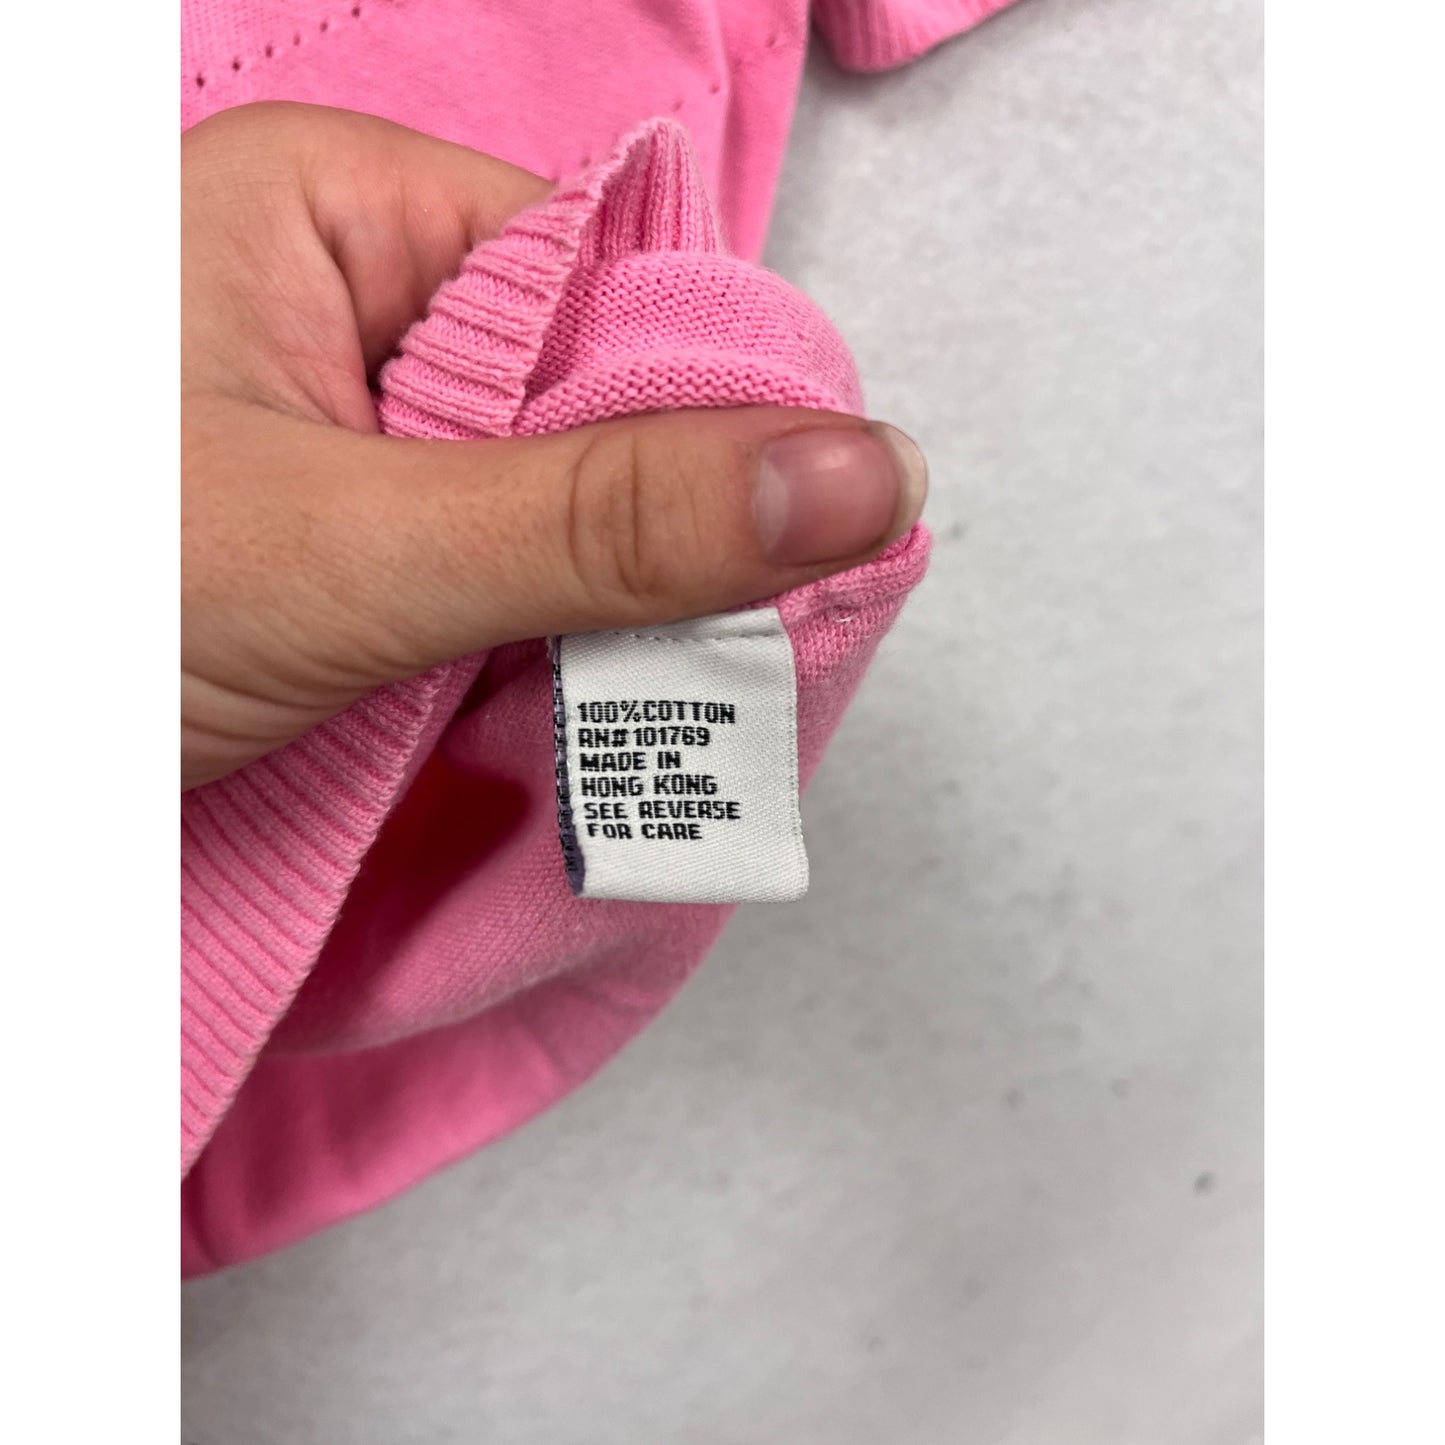 100%COTTON
RN#101769
MADE IN
HONG KONG
SEE REVERSE
FOR CARE